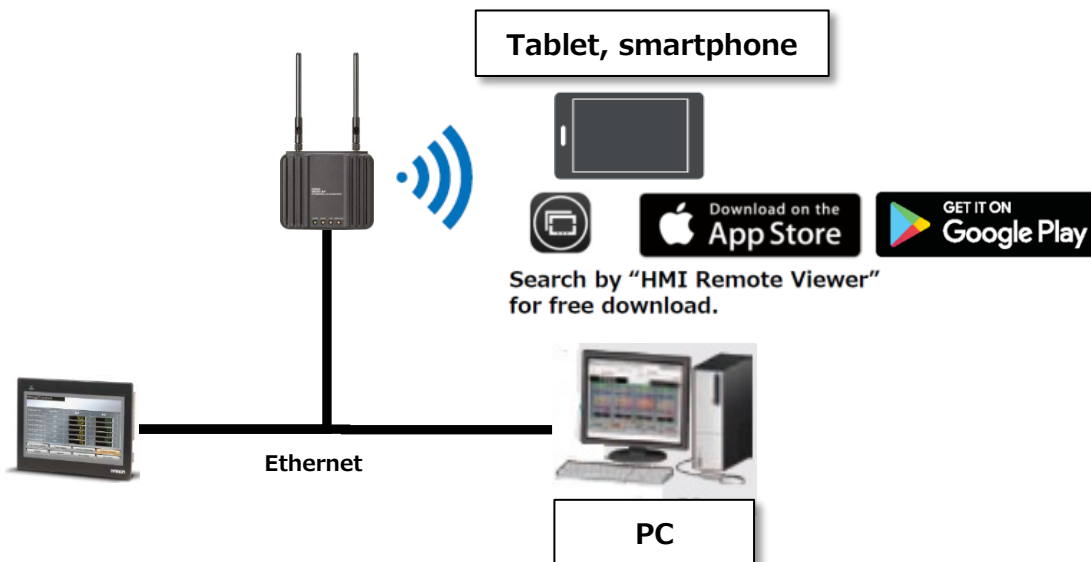 Tablet, smartphone
Download on the
App Store
GET IT ON
Google Play
Search by “HMI Remote Viewer”
for free download.
Ethernet
OMRON
PC